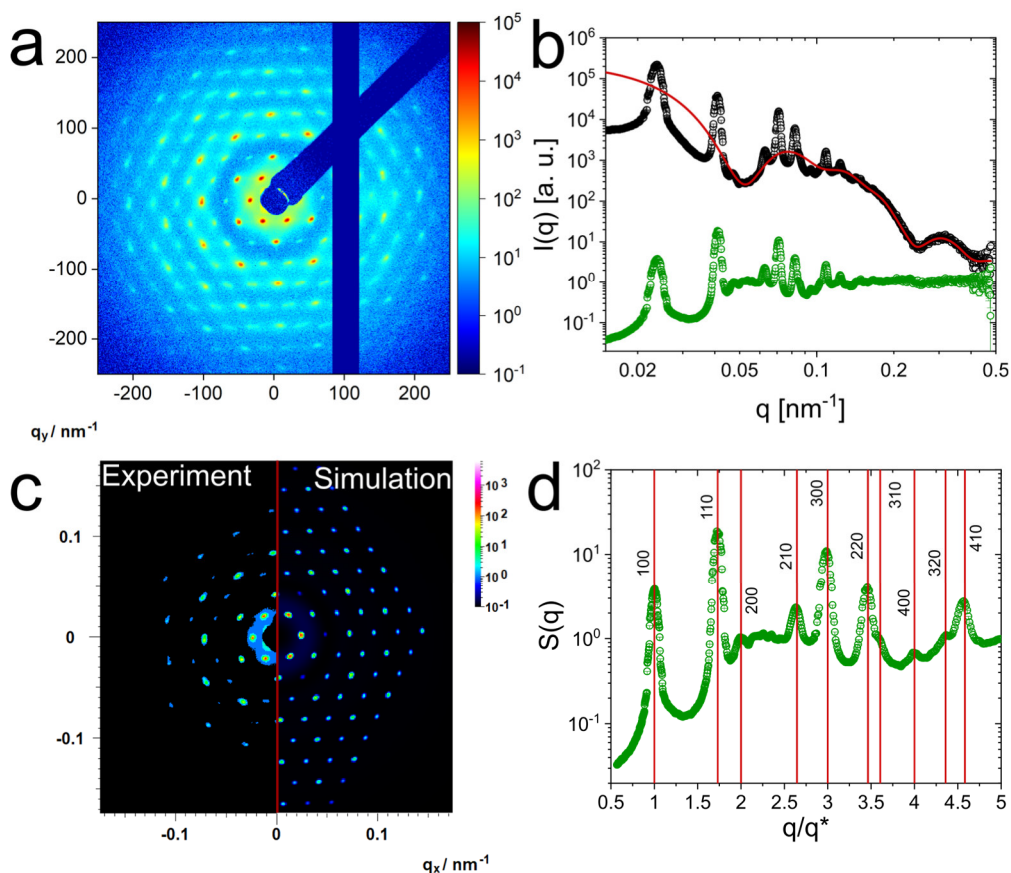 a
200
100
0
-100
-200
-200 -100 0 100 200
10^5
10^4
10^3
10^2
10^1
10^0
10^-1
b
I(q) [a. u.]
10^6
10^5
10^4
10^3
10^2
10^1
10^0
10^-1
0.02 0.05 0.1 0.2 0.5
q [nm^-1]
q_y / nm^-1
c
Experiment Simulation
0.1
0
-0.1
-0.1 0 0.1
q_x / nm^-1
10^3
10^2
10^1
10^0
10^-1
d
S(q)
10^2
10^1
10^0
10^-1
100
110
200
210
300
220
310
400
320
410
0.5 1 1.5 2 2.5 3 3.5 4 4.5 5
q/q*